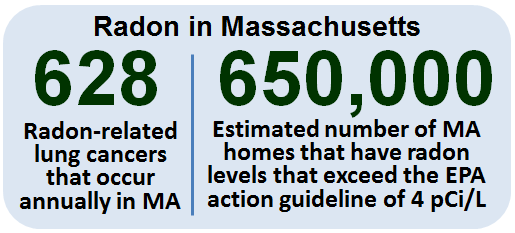 Radon in Massachusetts
628
Radon-related
lung cancers
that occur
annually in MA
650,000
Estimated number of MA
homes that have radon
levels that exceed the EPA
action guideline of 4 pCi/L